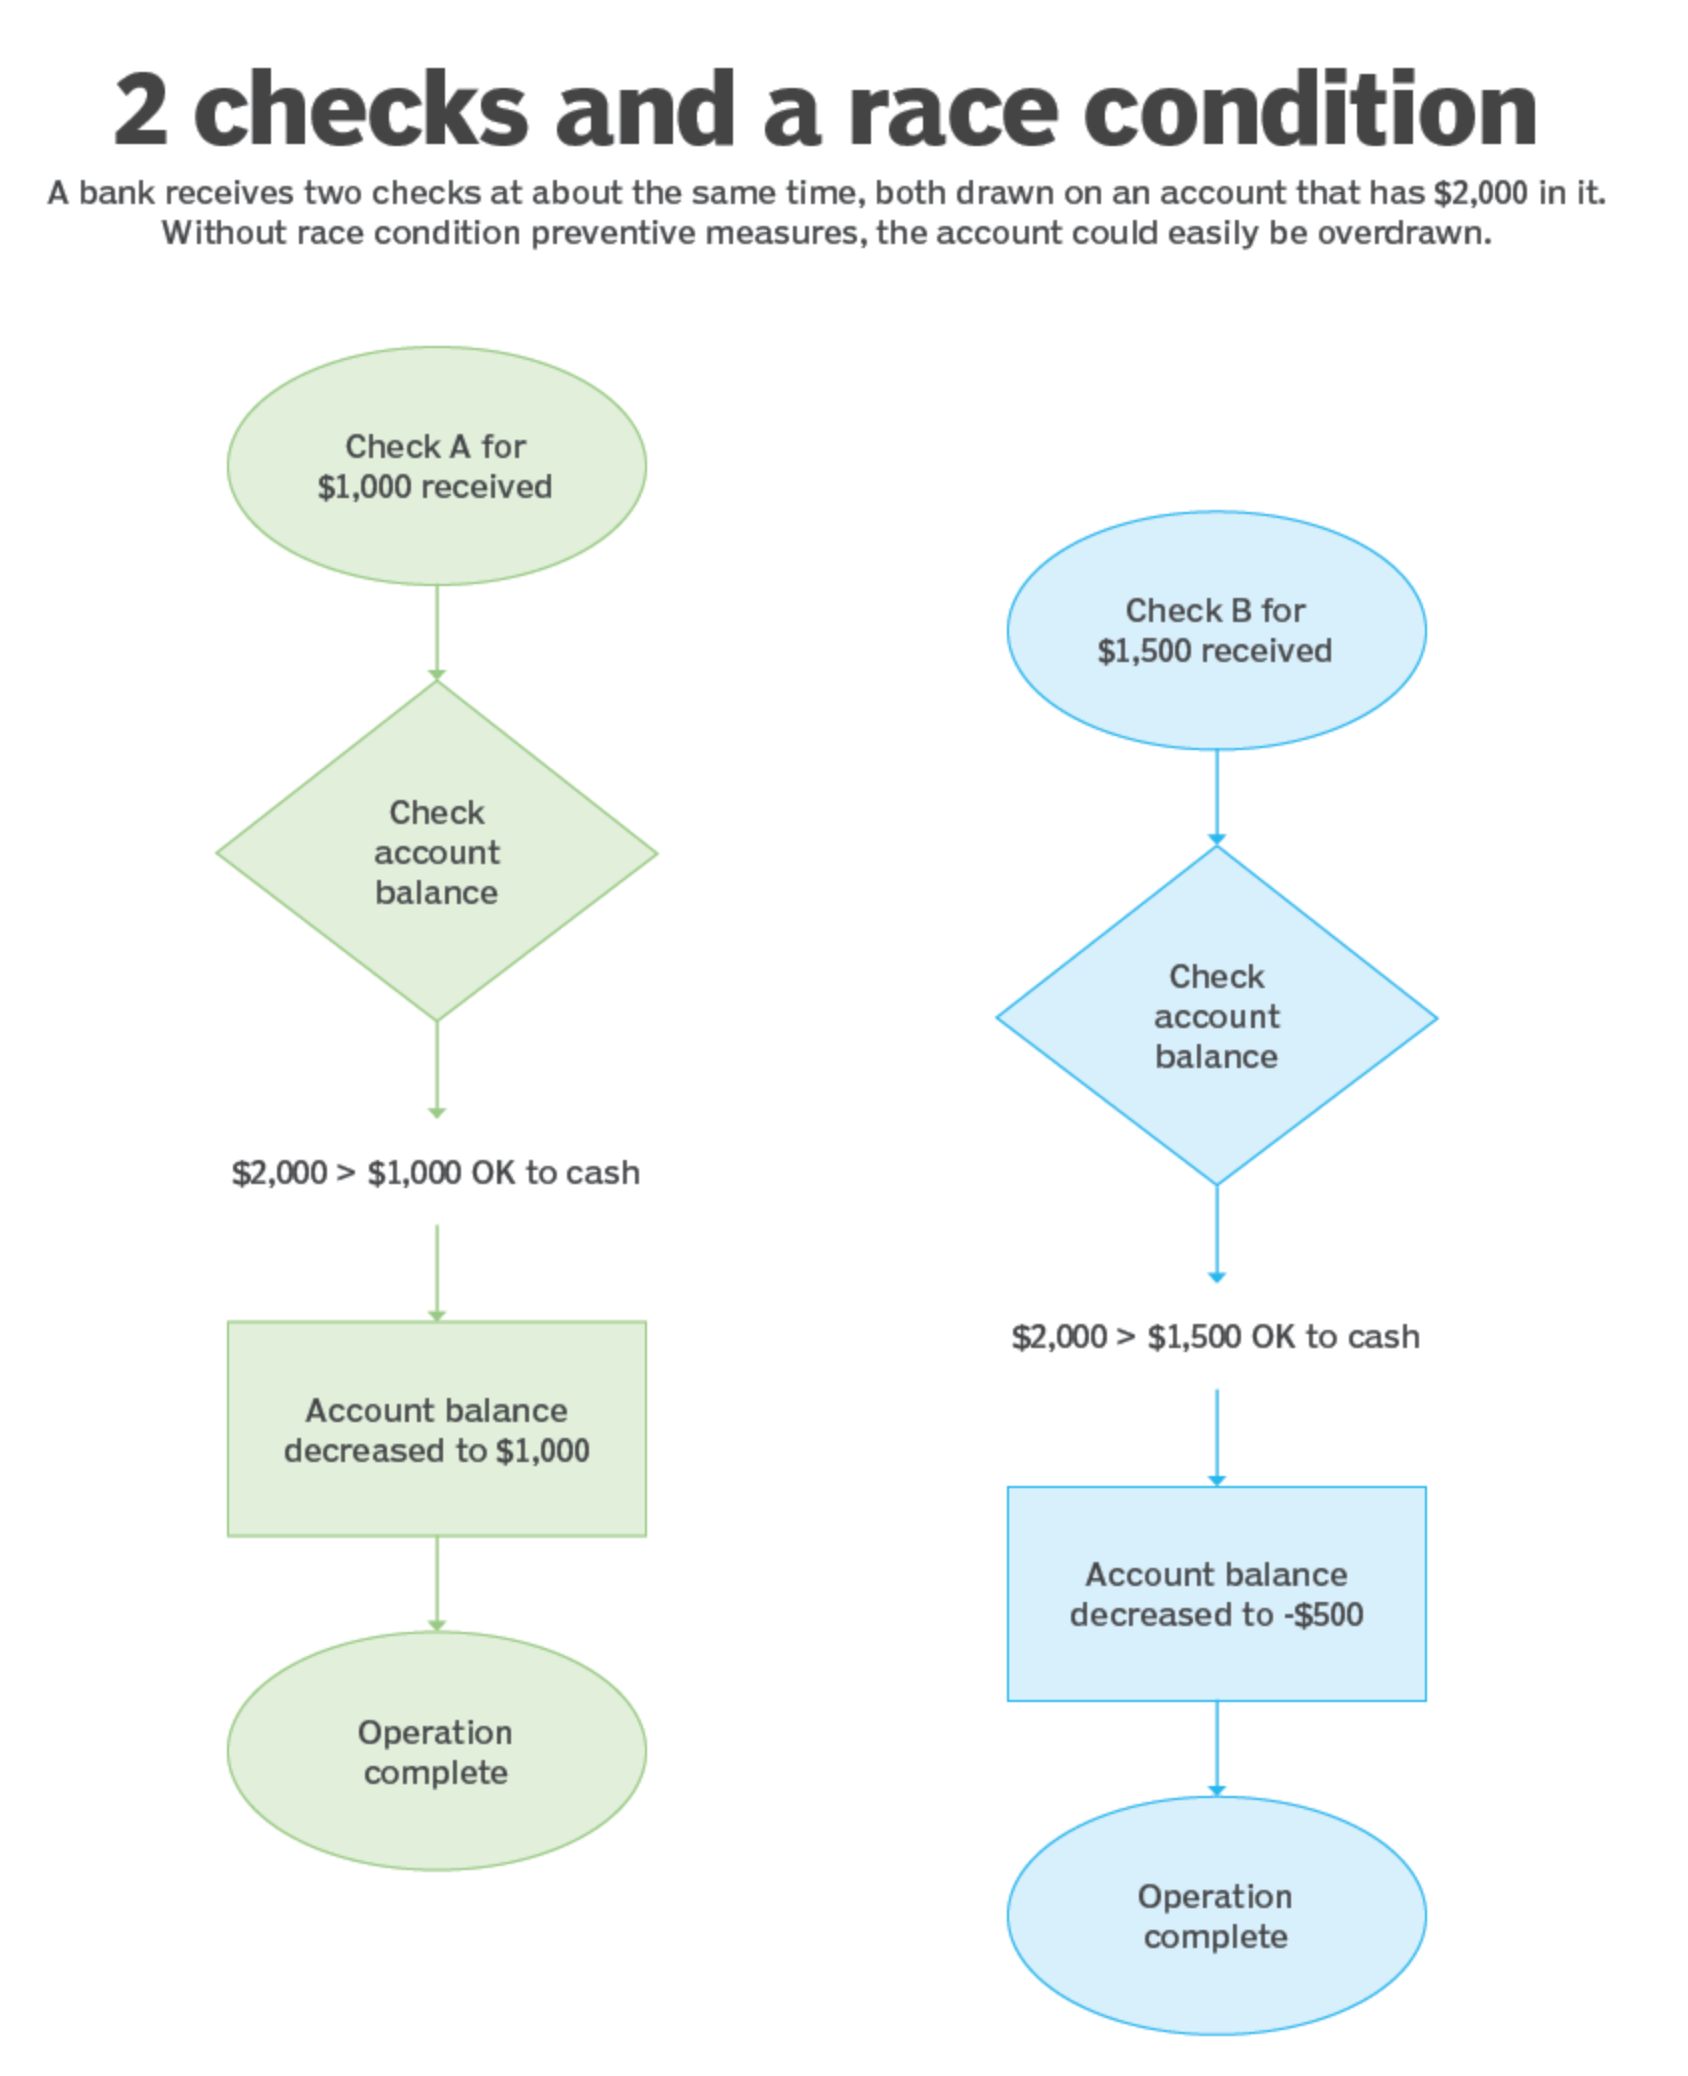 2 checks and a race condition
A bank receives two checks at about the same time, both drawn on an account that has $2,000 in it.
Without race condition preventive measures, the account could easily be overdrawn.
Check A for
$1,000 received
Check
account
balance
$2,000 > $1,000 OK to cash
Account balance
decreased to $1,000
Operation
complete
Check B for
$1,500 received
Check
account
balance
$2,000 > $1,500 OK to cash
Account balance
decreased to -$500
Operation
complete